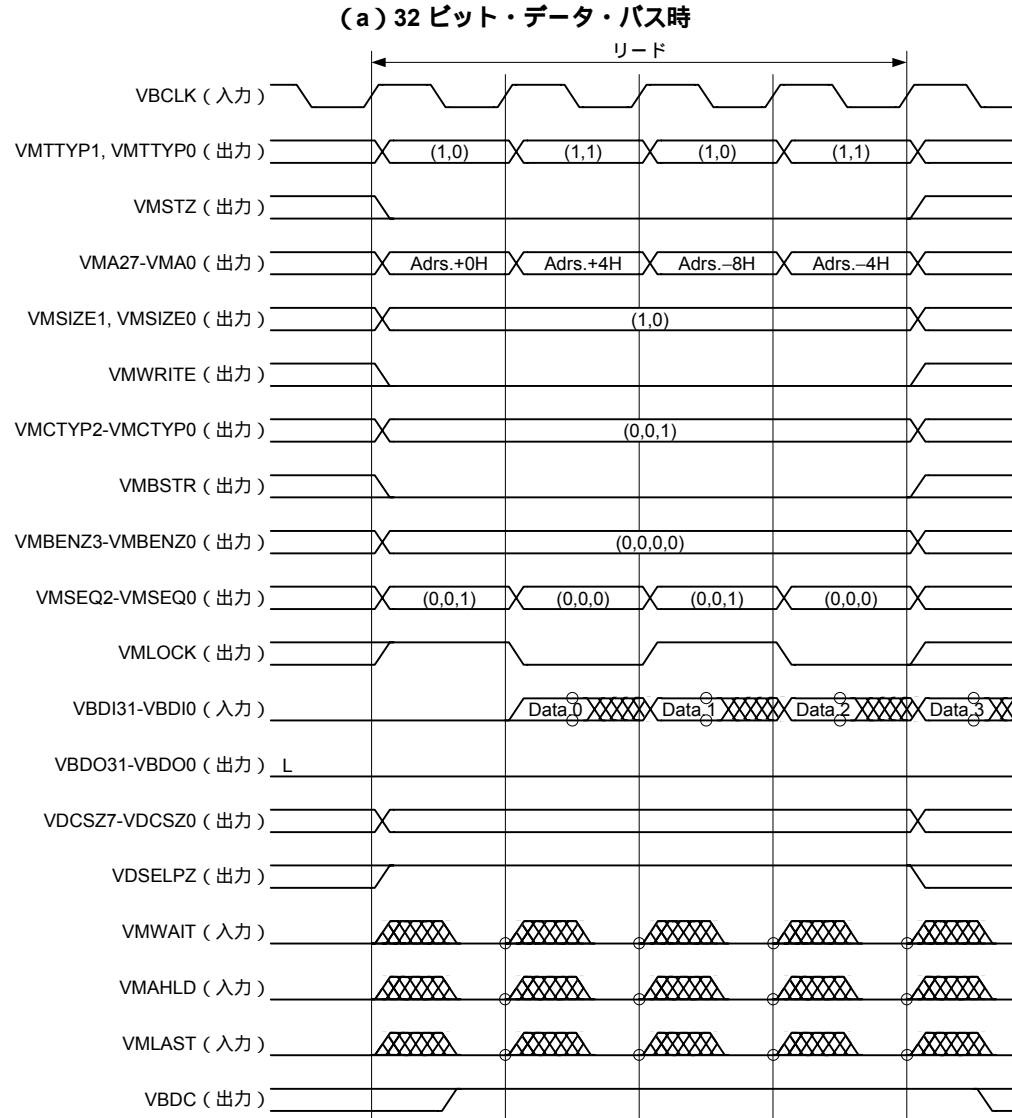 （a）32 ビット・データ・バス時
リード
VBCLK（入力）
VMTTYP1, VMTTYP0（出力） (1,0) (1,1) (1,0) (1,1)
VMSTZ（出力）
VMA27-VMA0（出力） Adrs.+0H Adrs.+4H Adrs.−8H Adrs.−4H
VMSIZE1, VMSIZE0（出力） (1,0)
VMWRITE（出力）
VMCTYP2-VMCTYP0（出力） (0,0,1)
VMBSTR（出力）
VMBENZ3-VMBENZ0（出力） (0,0,0,0)
VMSEQ2-VMSEQ0（出力） (0,0,1) (0,0,0) (0,0,1) (0,0,0)
VMLOCK（出力）
VBDI31-VBDI0（入力） Data 0 Data 1 Data 2 Data 3
VBDO31-VBDO0（出力） L
VDCSZ7-VDCSZ0（出力）
VDSELPZ（出力）
VMWAIT（入力）
VMAHLD（入力）
VMLAST（入力）
VBDC（出力）